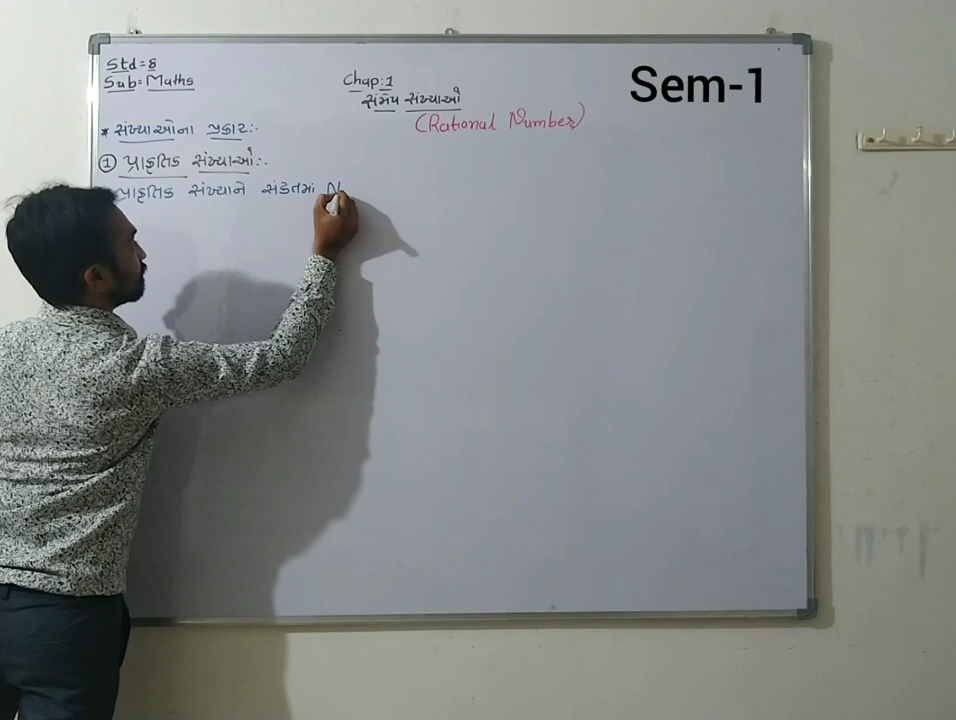 Std = 8
Sub = Maths
Chap:1
સંમેય સંખ્યાઓ
(Rational Number)
Sem-1
* સંખ્યાઓના પ્રકાર:-
① પ્રાકૃતિક સંખ્યાઓ:-
પ્રાકૃતિક સંખ્યાને સંકેતમાં N